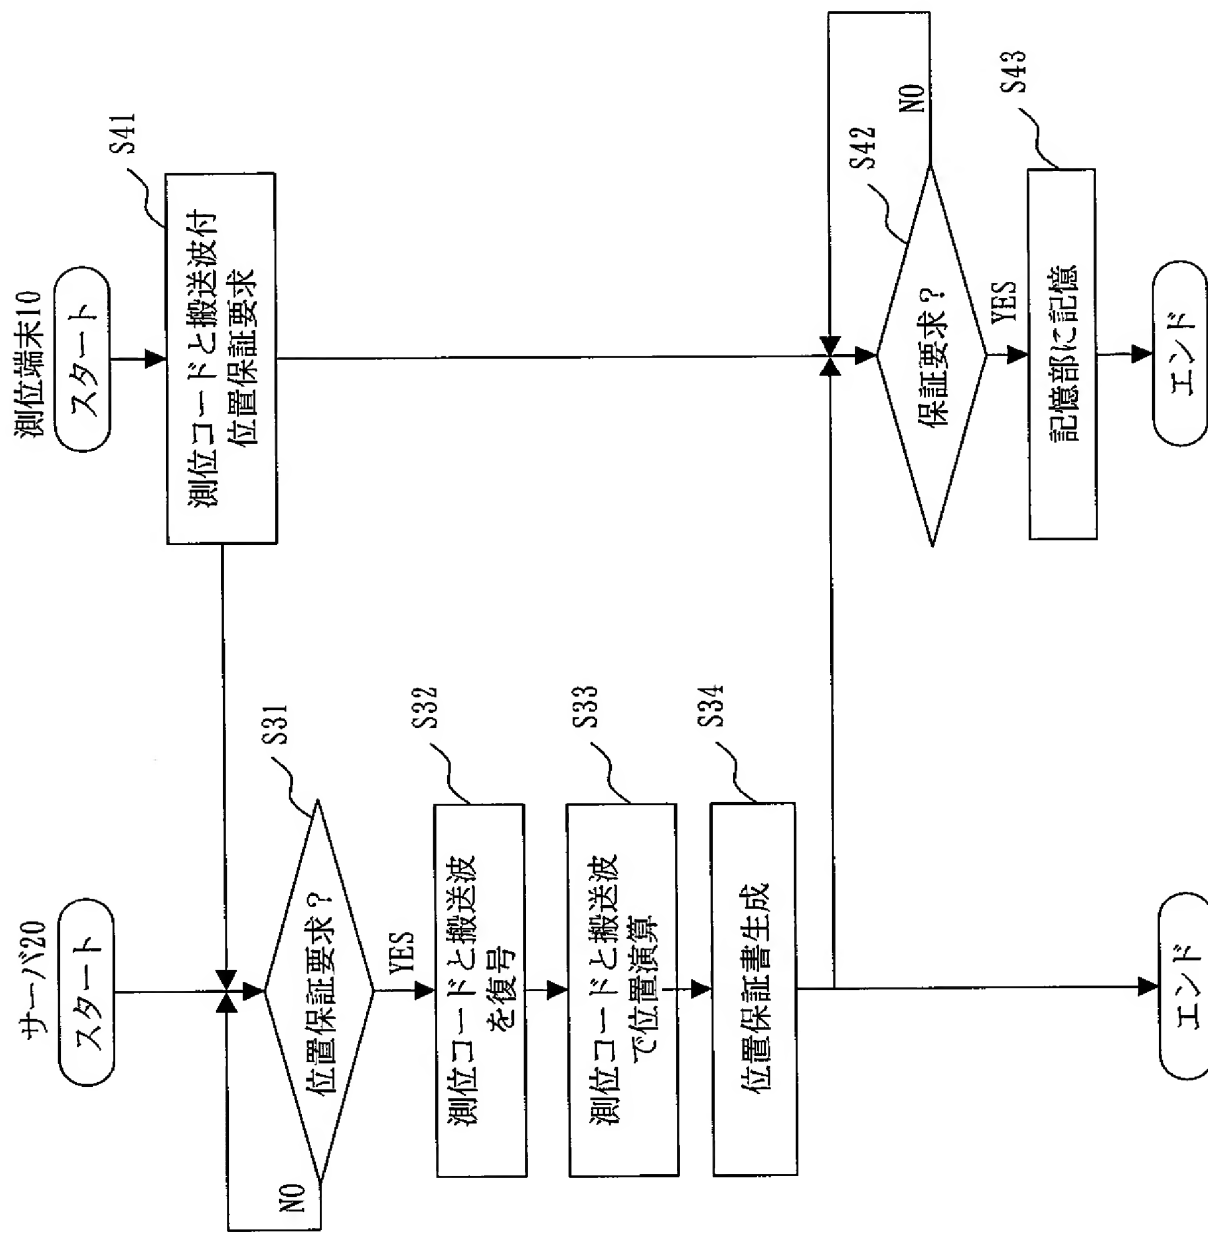 サーバ20
スタート
位置保証要求？
S31
NO
YES
測位コードと搬送波
を復号
S32
測位コードと搬送波
で位置演算
S33
位置保証書生成
S34
エンド
測位端末10
スタート
測位コードと搬送波付
位置保証要求
S41
保証要求？
S42
NO
YES
記憶部に記憶
S43
エンド